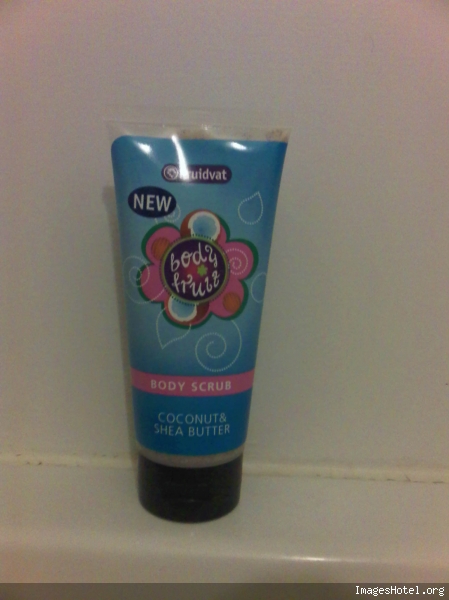 Kruidvat
NEW
body
fruit
BODY SCRUB
COCONUT&
SHEA BUTTER
ImagesHotel.org